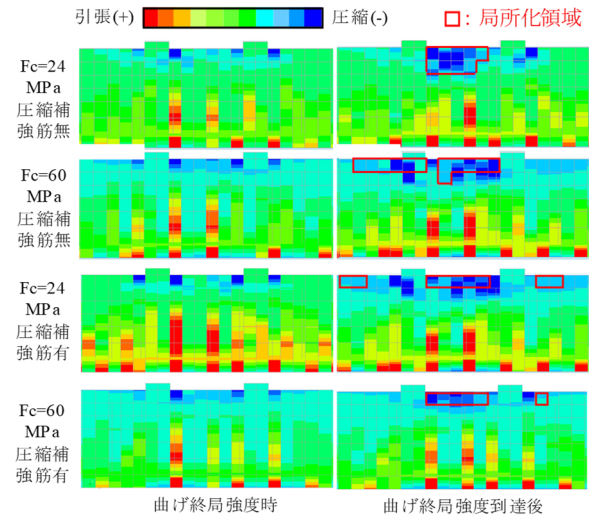 引張(+) 圧縮(-) : 局所化領域
Fc=24
MPa
圧縮補
強筋無
Fc=60
MPa
圧縮補
強筋無
Fc=24
MPa
圧縮補
強筋有
Fc=60
MPa
圧縮補
強筋有
曲げ終局強度時 曲げ終局強度到達後